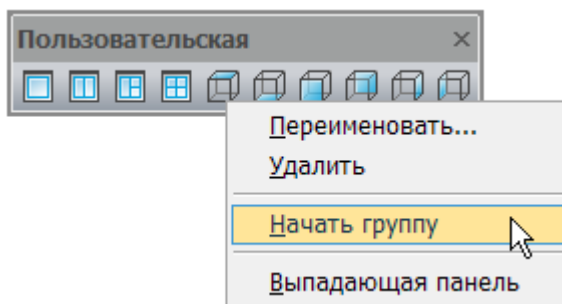 Пользовательская
Переименовать...
Удалить
Начать группу
Выпадающая панель